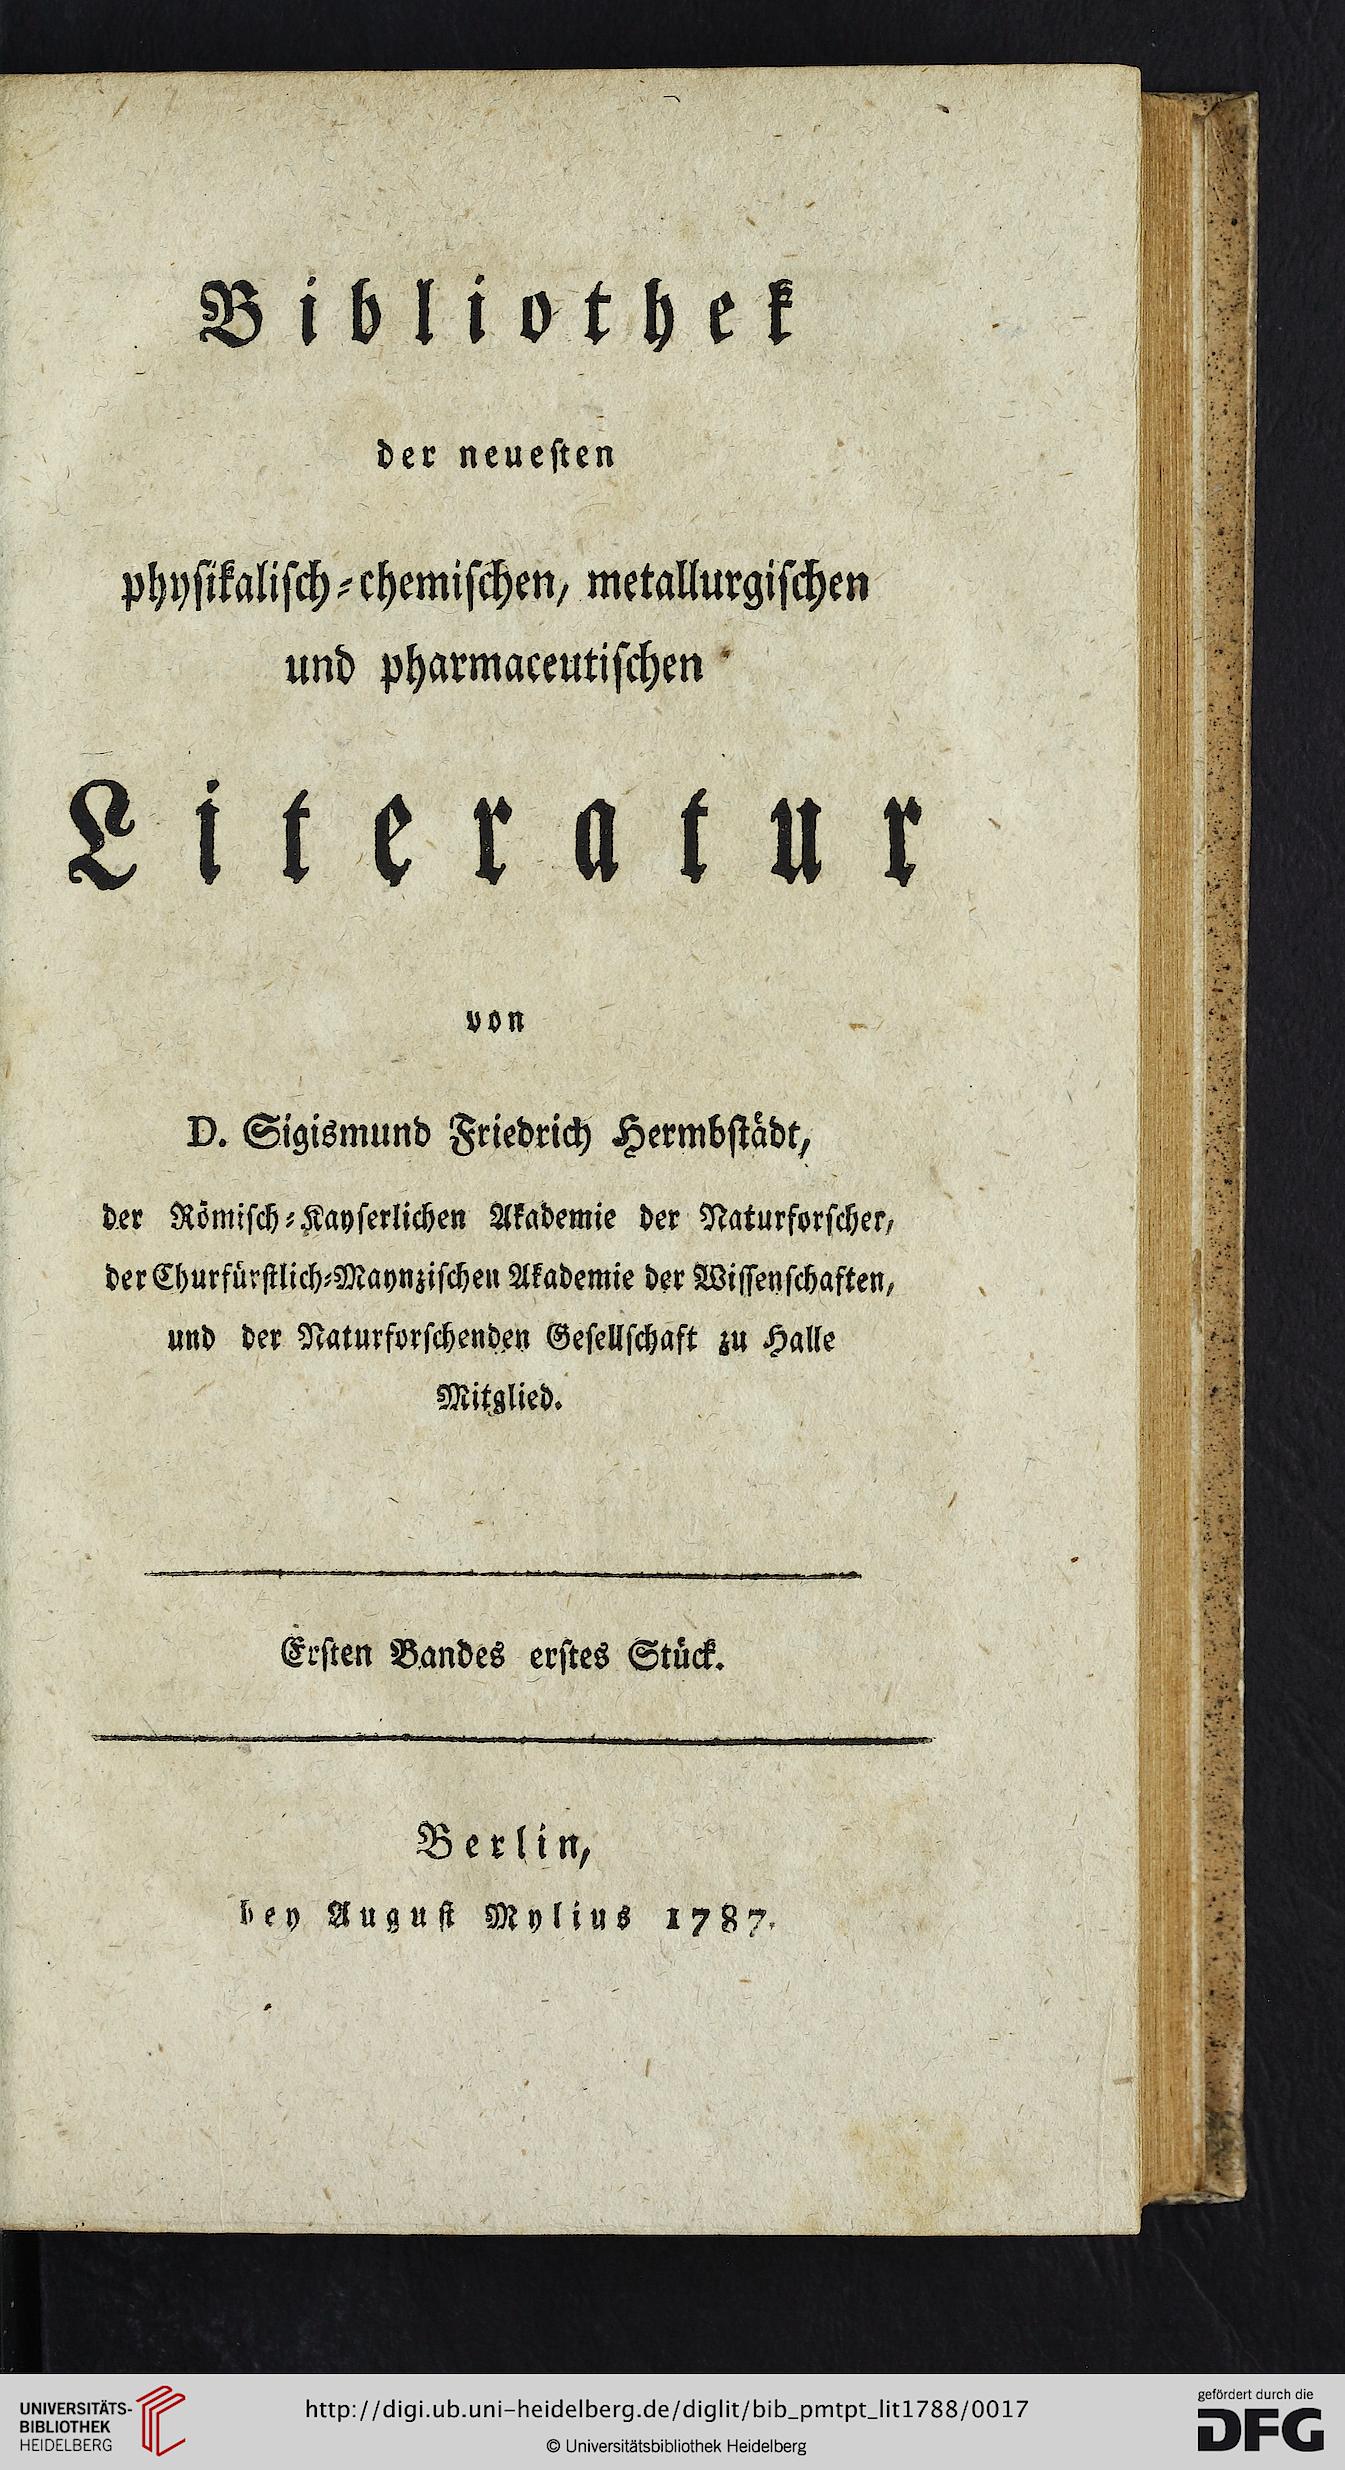 Bibliothek
der neueſten
phyſikaliſch-chemiſchen, metallurgiſchen
und pharmaceutiſchen
Literatur
von
D. Sigismund Friedrich Hermbſtädt,
der Römiſch-Kayſerlichen Akademie der Naturforſcher,
der Churfürſtlich-Maynziſchen Akademie der Wiſſenſchaften,
und der Naturforſchenden Geſellſchaft zu Halle
Mitglied.
Erſten Bandes erſtes Stück.
Berlin,
bey Auguſt Mylius 1787.
UNIVERSITÄTS-
BIBLIOTHEK
HEIDELBERG
http://digi.ub.uni-heidelberg.de/diglit/bib_pmtpt_lit1788/0017
© Universitätsbibliothek Heidelberg
gefördert durch die
DFG